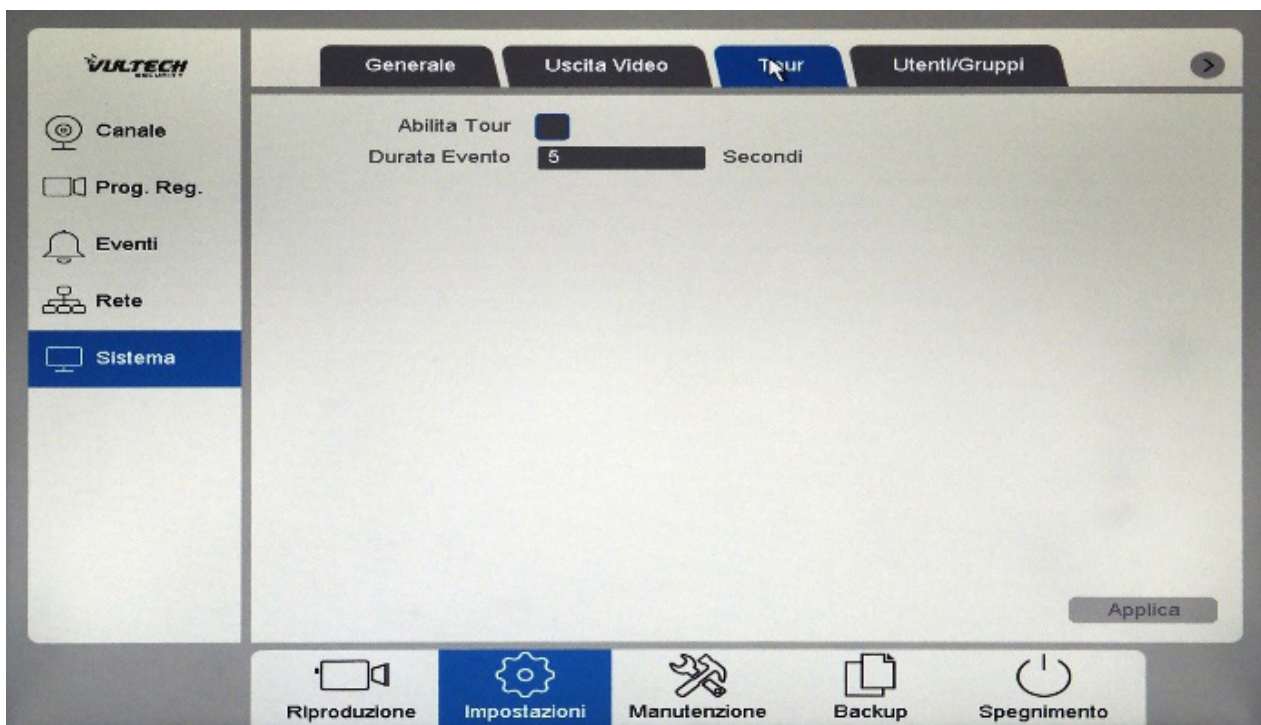 VULTECH
SECURITY
Generale
Uscita Video
Tour
Utenti/Gruppi
Canale
Prog. Reg.
Eventi
Rete
Sistema
Abilita Tour
Durata Evento 5 Secondi
Applica
Riproduzione
Impostazioni
Manutenzione
Backup
Spegnimento